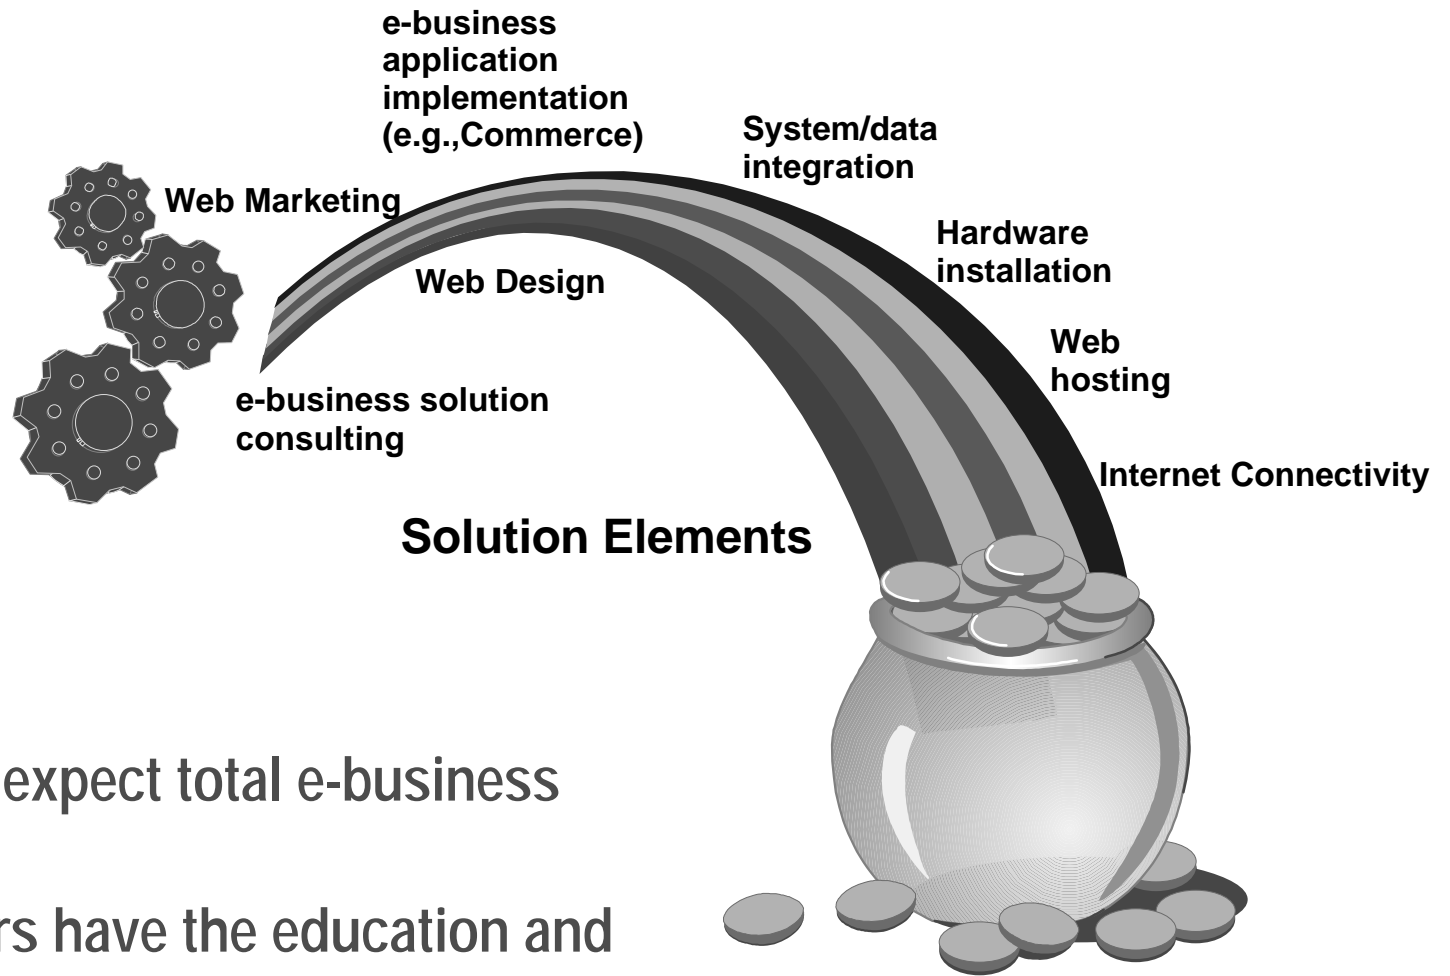 e-business
application
implementation
(e.g.,Commerce)
System/data
integration
Web Marketing
Hardware
installation
Web Design
Web
hosting
e-business solution
consulting
Internet Connectivity
Solution Elements
expect total e-business
have the education and